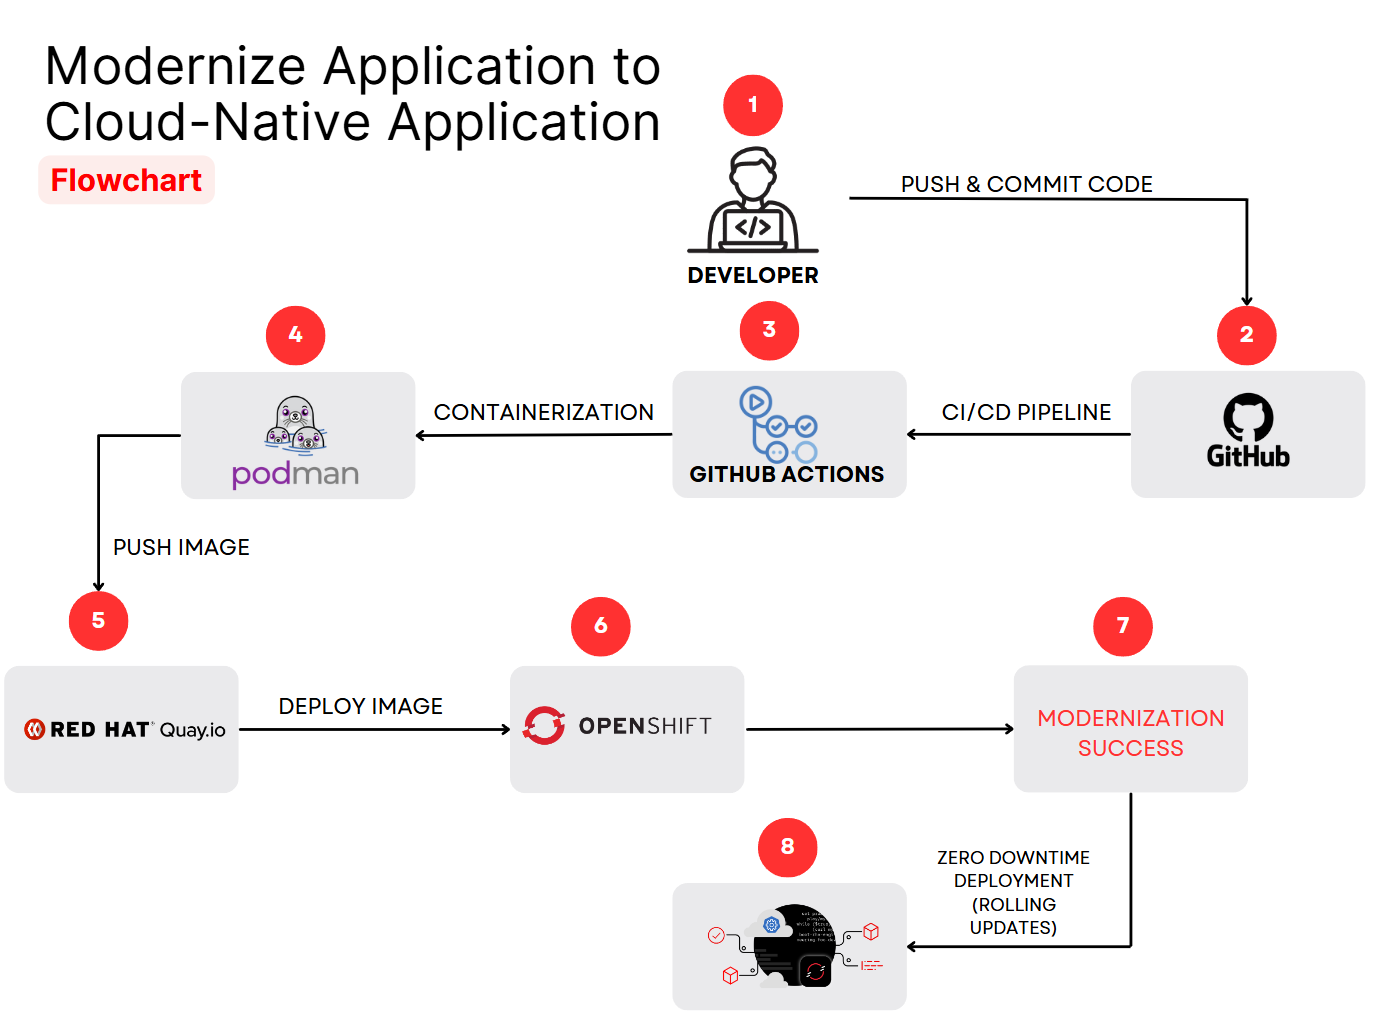 Modernize Application to
Cloud-Native Application
Flowchart
1
DEVELOPER
PUSH & COMMIT CODE
2
GitHub
CI/CD PIPELINE
3
GITHUB ACTIONS
CONTAINERIZATION
4
podman
PUSH IMAGE
5
RED HAT® Quay.io
DEPLOY IMAGE
6
OPENSHIFT
7
MODERNIZATION
SUCCESS
ZERO DOWNTIME
DEPLOYMENT
(ROLLING
UPDATES)
8